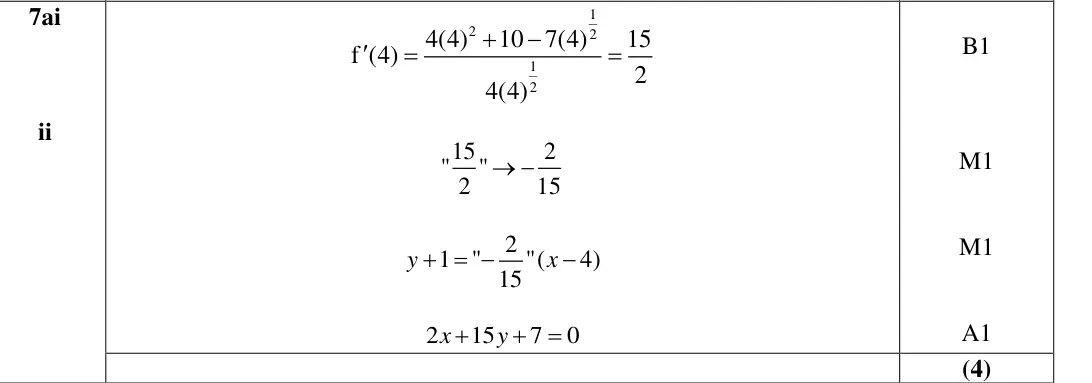 7ai
f ′(4) = (4(4)² + 10 − 7(4)^(1/2)) / (4(4)^(1/2)) = 15/2 B1
ii
"15/2" → −2/15 M1
y + 1 = "−2/15"(x − 4) M1
2x + 15y + 7 = 0 A1
(4)